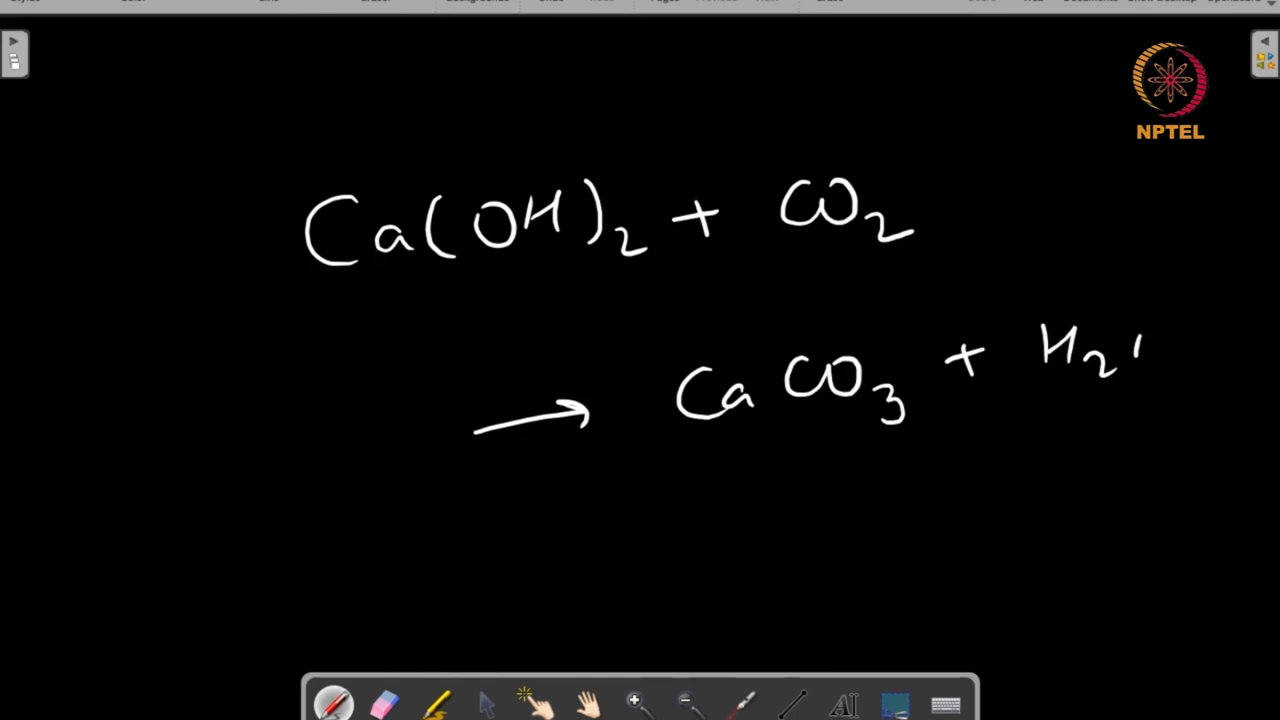 NPTEL
Ca(OH)₂ + CO₂
→ CaCO₃ + H₂